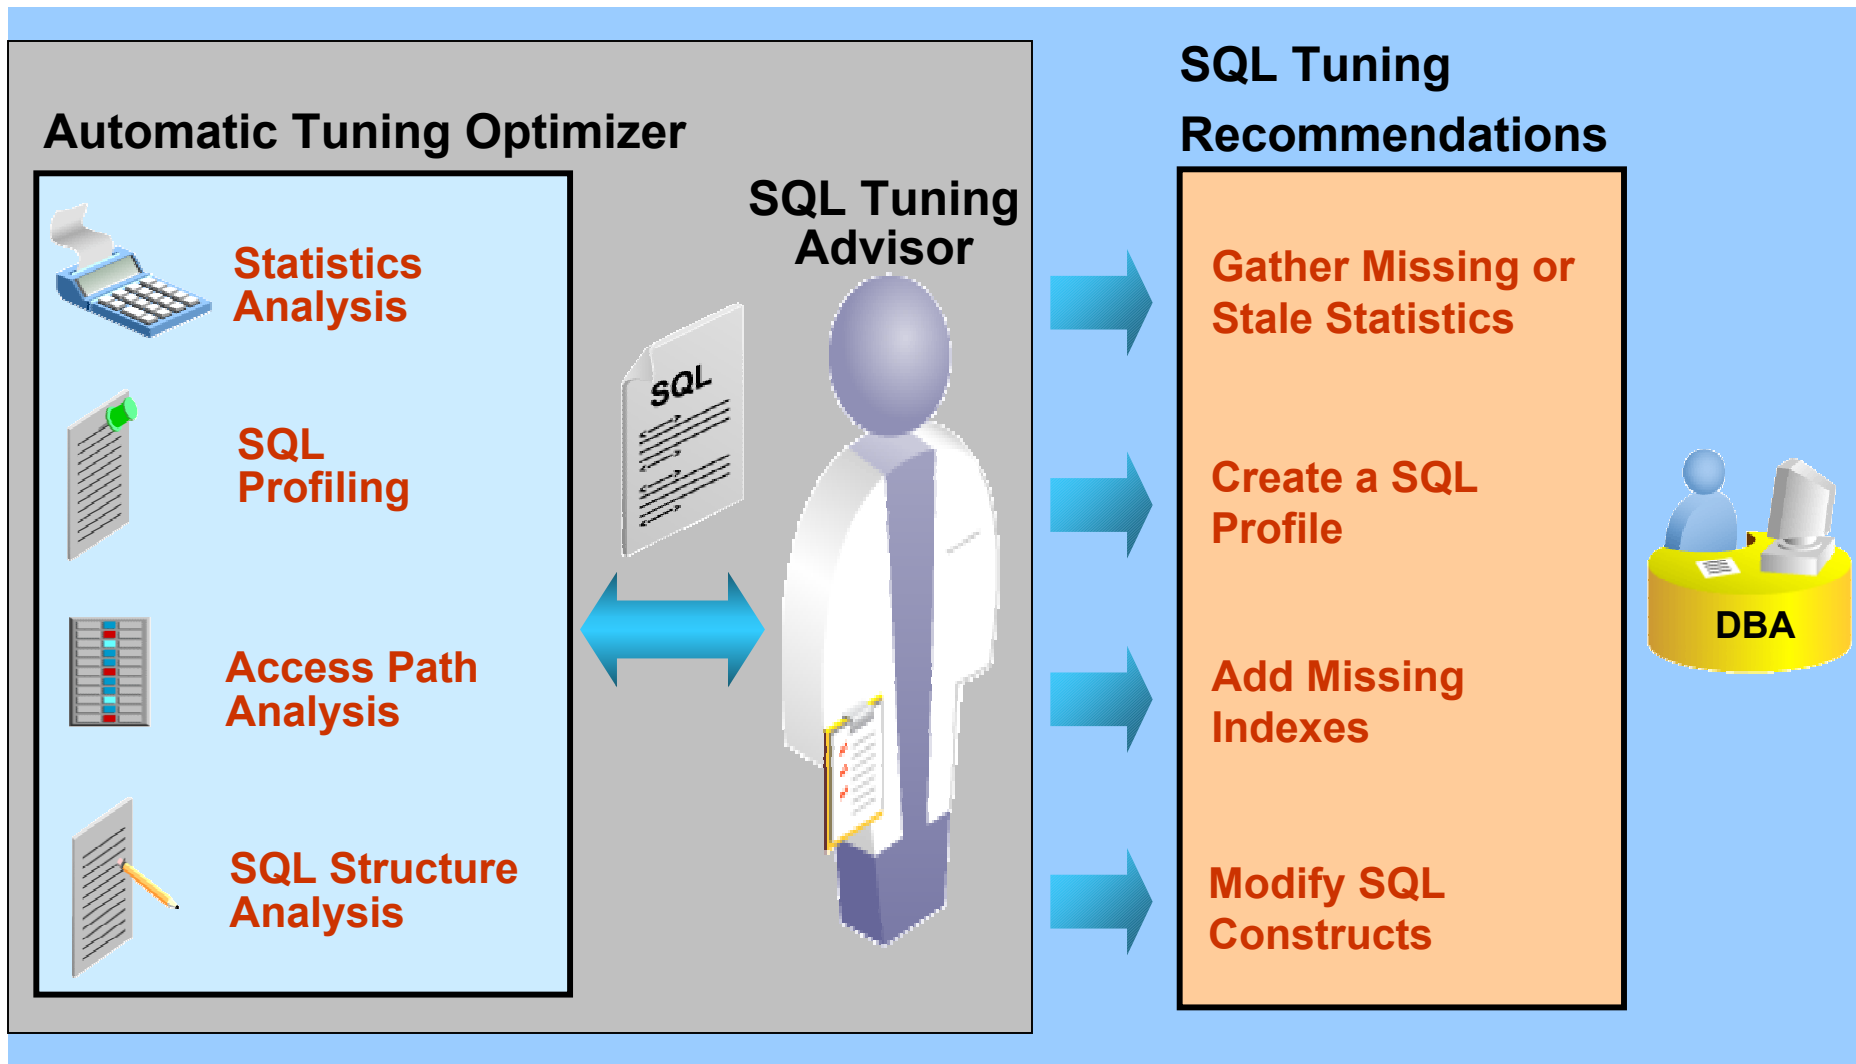 Automatic Tuning Optimizer
Statistics
Analysis
SQL
Profiling
Access Path
Analysis
SQL Structure
Analysis
SQL
SQL Tuning
Advisor
SQL Tuning
Recommendations
Gather Missing or
Stale Statistics
Create a SQL
Profile
Add Missing
Indexes
Modify SQL
Constructs
DBA